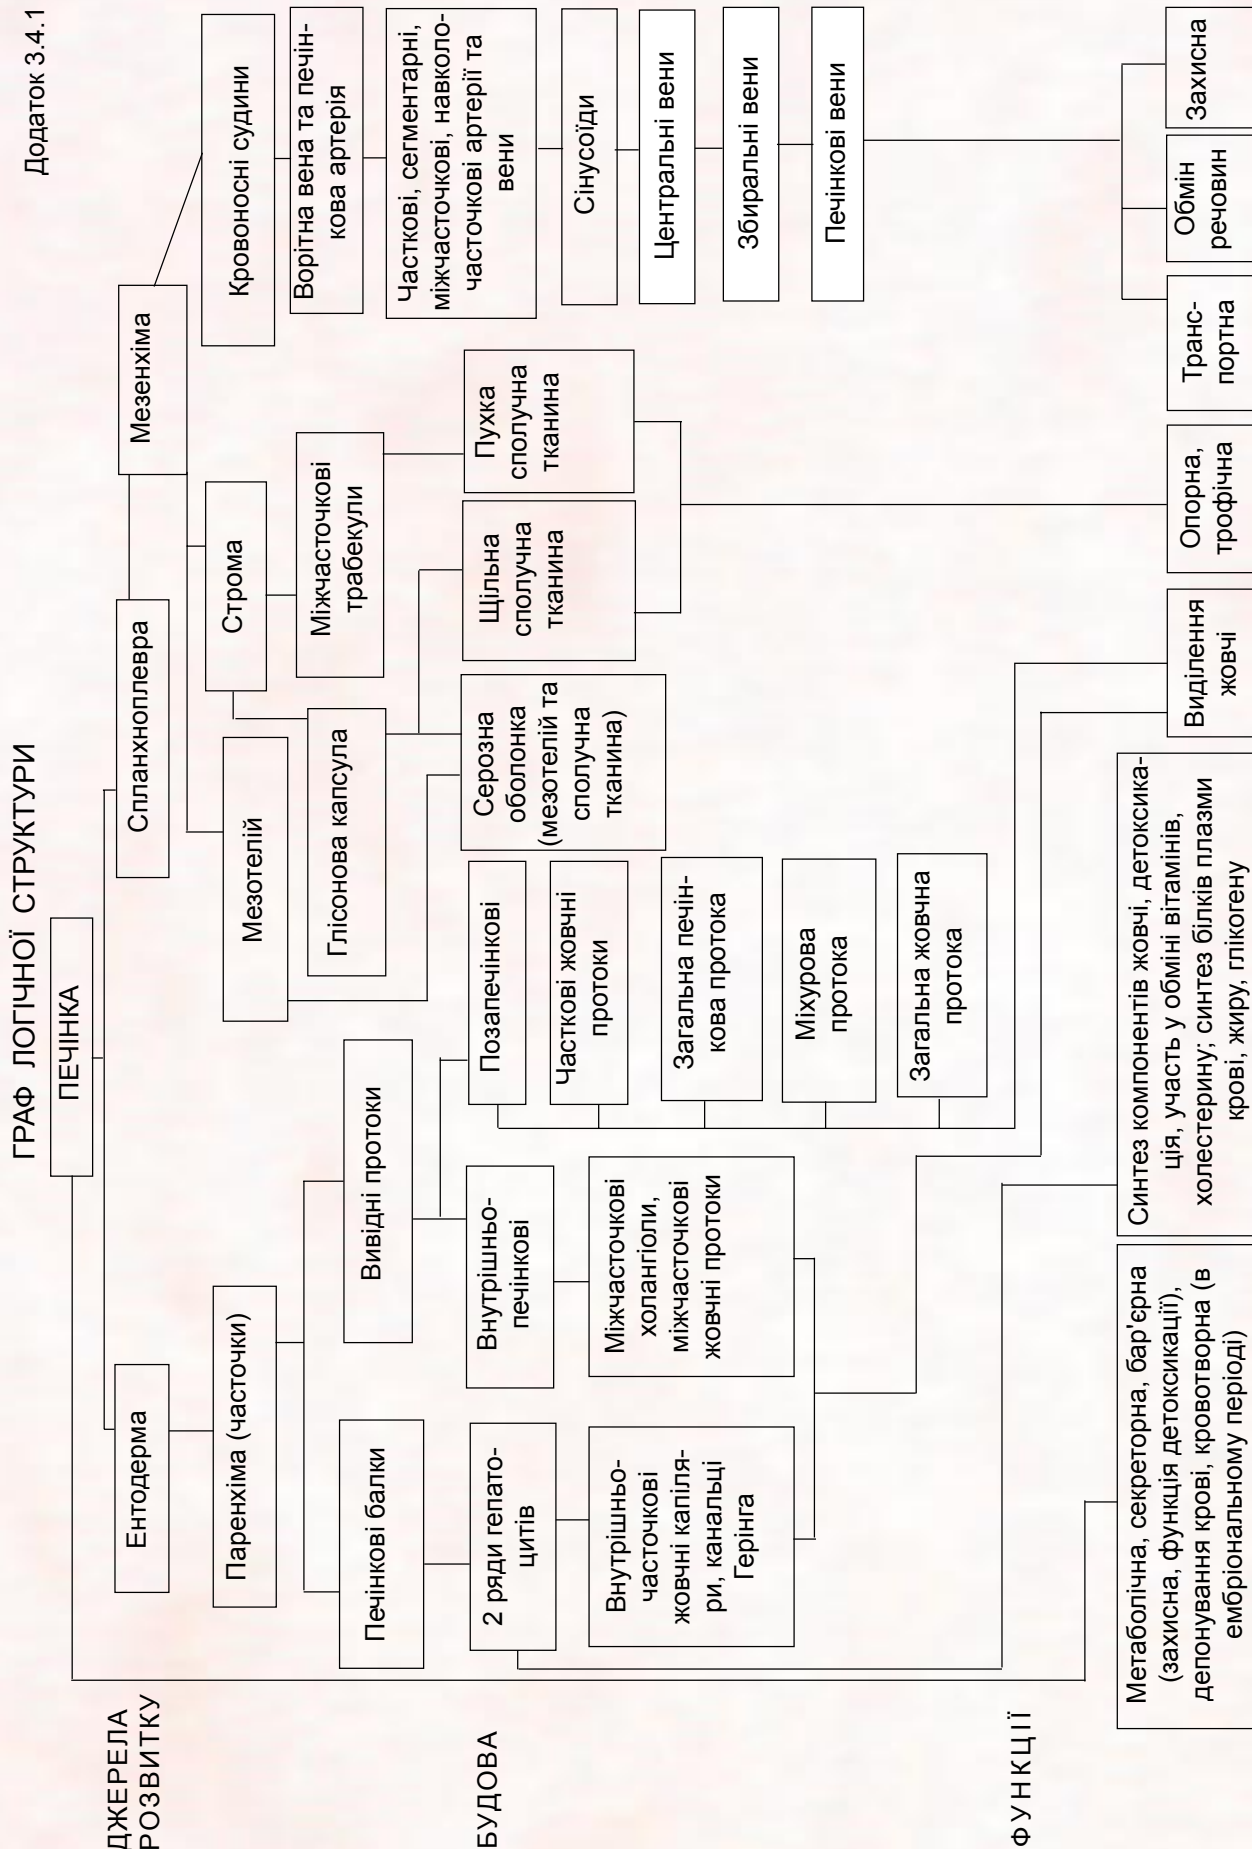 Додаток 3.4.1
ГРАФ ЛОГІЧНОЇ СТРУКТУРИ
ПЕЧІНКА
ДЖЕРЕЛА
РОЗВИТКУ
Ентодерма
Спланхноплевра
Мезенхіма
БУДОВА
Паренхіма (часточки)
Мезотелій
Строма
Кровоносні судини
Печінкові балки
Вивідні протоки
Глісонова капсула
Міжчасточкові
трабекули
Ворітна вена та печін-
кова артерія
Часткові, сегментарні,
міжчасточкові, навколо-
часточкові артерії та
вени
2 ряди гепато-
цитів
Внутрішньо-
печінкові
Позапечінкові
Серозна
оболонка
(мезотелій та
сполучна
тканина)
Щільна
сполучна
тканина
Пухка
сполучна
тканина
Сінусоїди
Внутрішньо-
часточкові
жовчні капіля-
ри, канальці
Герінга
Міжчасточкові
холангіоли,
міжчасточкові
жовчні протоки
Часткові жовчні
протоки
Центральні вени
Загальна печін-
кова протока
Збиральні вени
Міхурова
протока
Печінкові вени
Загальна жовчна
протока
ФУНКЦІЇ
Метаболічна, секреторна, бар'єрна
(захисна, функція детоксикації),
депонування крові, кровотворна (в
ембріональному періоді)
Синтез компонентів жовчі, детоксика-
ція, участь у обміні вітамінів,
холестерину; синтез білків плазми
крові, жиру, глікогену
Виділення
жовчі
Опорна,
трофічна
Транс-
портна
Обмін
речовин
Захисна